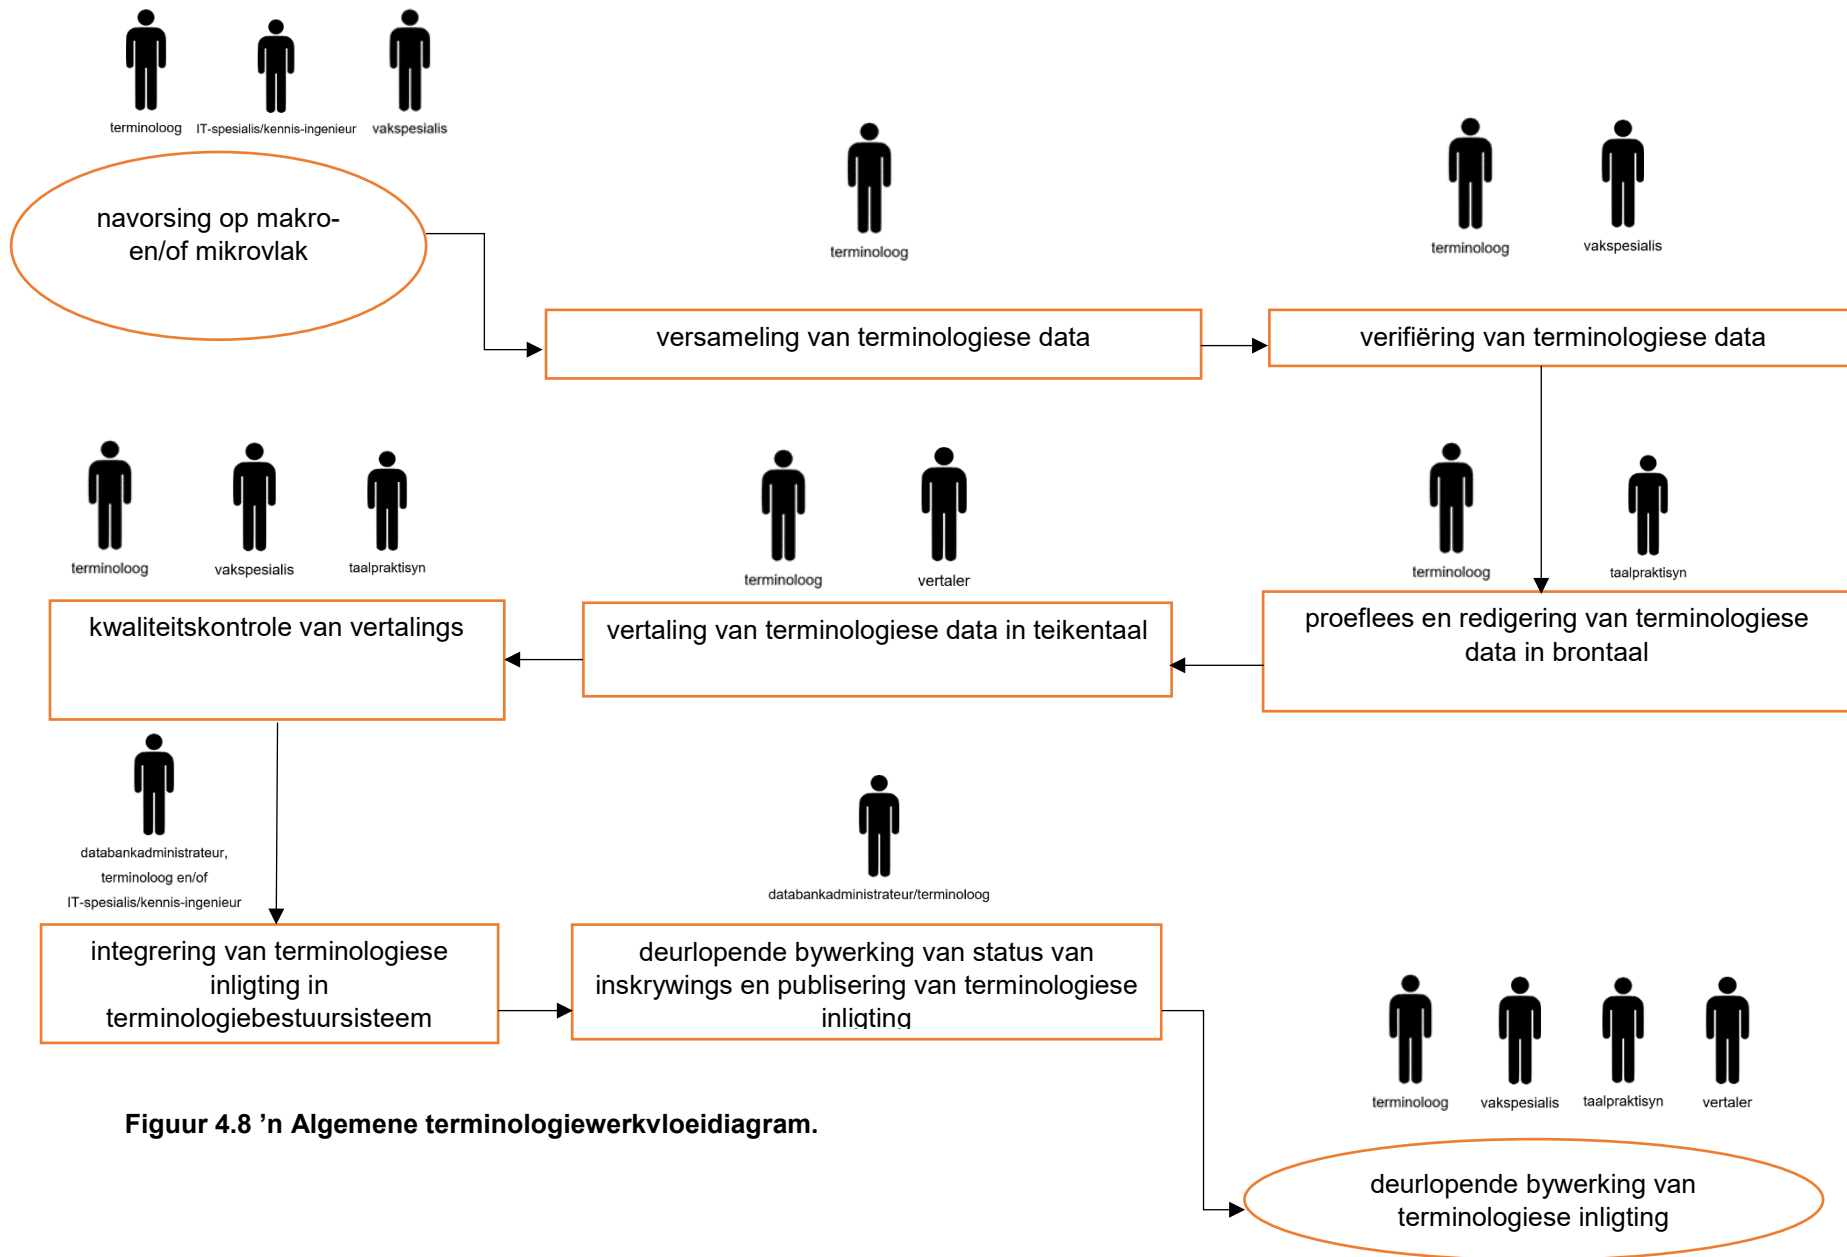 terminoloog
IT-spesialis/kennis-ingenieur
vakspesialis
navorsing op makro-
en/of mikrovlak
terminoloog
versameling van terminologiese data
terminoloog
vakspesialis
verifiëring van terminologiese data
terminoloog
taalpraktisyn
proeflees en redigering van terminologiese
data in brontaal
terminoloog
vertaler
vertaling van terminologiese data in teikentaal
terminoloog
vakspesialis
taalpraktisyn
kwaliteitskontrole van vertalings
databankadministrateur,
terminoloog en/of
IT-spesialis/kennis-ingenieur
integrering van terminologiese
inligting in
terminologiebestuursisteem
databankadministrateur/terminoloog
deurlopende bywerking van status van
inskrywings en publisering van terminologiese
inligting
terminoloog
vakspesialis
taalpraktisyn
vertaler
deurlopende bywerking van
terminologiese inligting
Figuur 4.8 ’n Algemene terminologiewerkvloeidiagram.